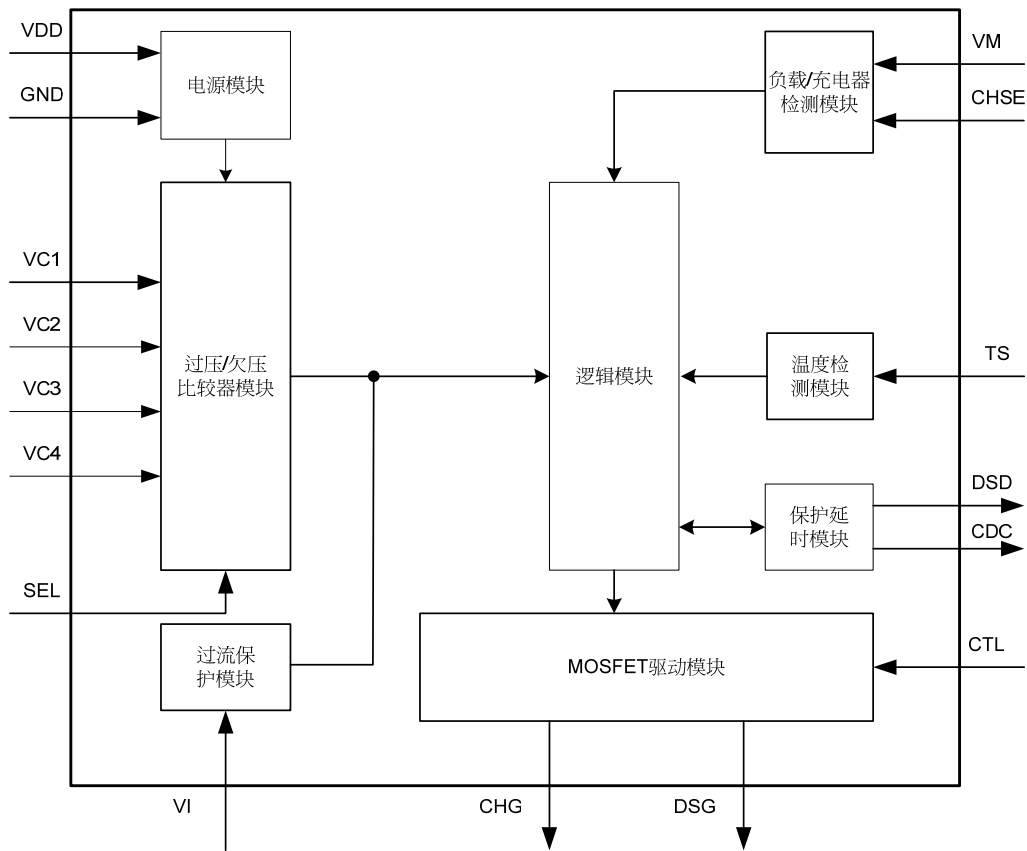 VDD
GND
电源模块
VM
CHSE
负载/充电器
检测模块
VC1
VC2
VC3
VC4
过压/欠压
比较器模块
逻辑模块
温度检
测模块
TS
保护延
时模块
DSD
CDC
SEL
过流保
护模块
MOSFET驱动模块
CTL
VI
CHG
DSG